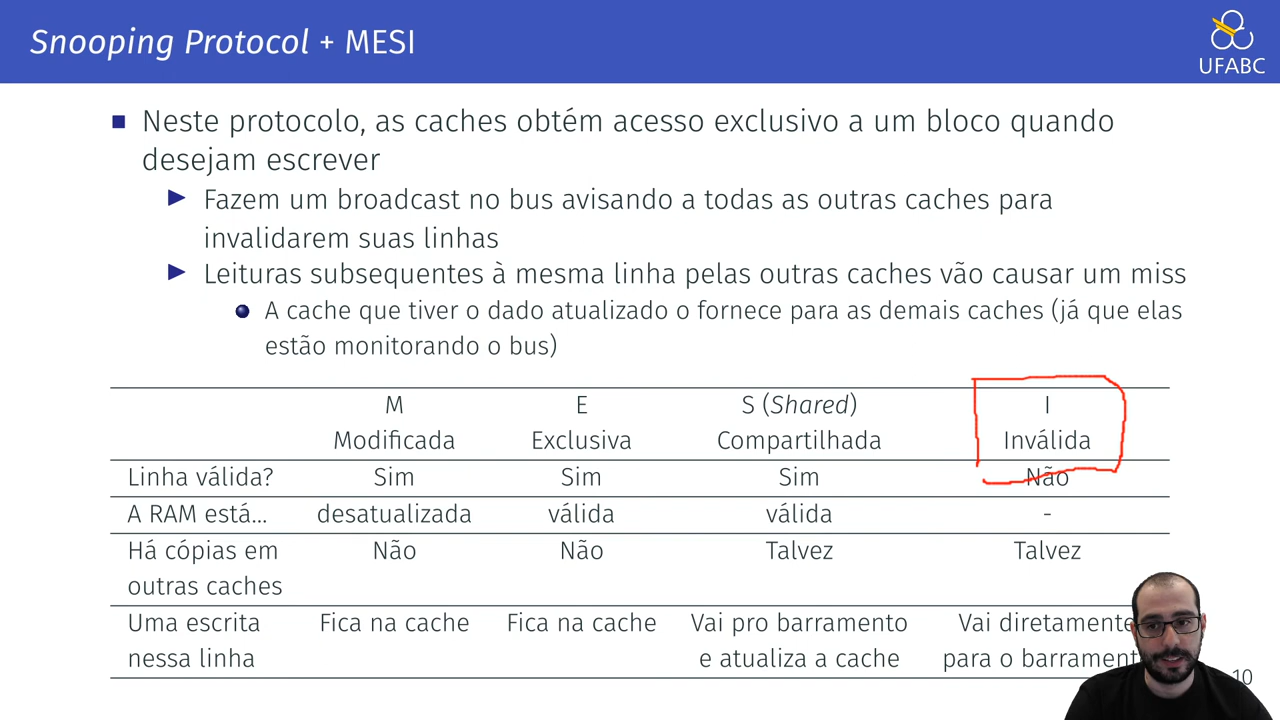 Snooping Protocol + MESI
UFABC
Neste protocolo, as caches obtém acesso exclusivo a um bloco quando
desejam escrever
Fazem um broadcast no bus avisando a todas as outras caches para
invalidarem suas linhas
Leituras subsequentes à mesma linha pelas outras caches vão causar um miss
A cache que tiver o dado atualizado o fornece para as demais caches (já que elas
estão monitorando o bus)
M E S (Shared) I
Modificada Exclusiva Compartilhada Inválida
Linha válida? Sim Sim Sim Não
A RAM está... desatualizada válida válida -
Há cópias em Não Não Talvez Talvez
outras caches
Uma escrita Fica na cache Fica na cache Vai pro barramento Vai diretamente
nessa linha e atualiza a cache para o barrament
10